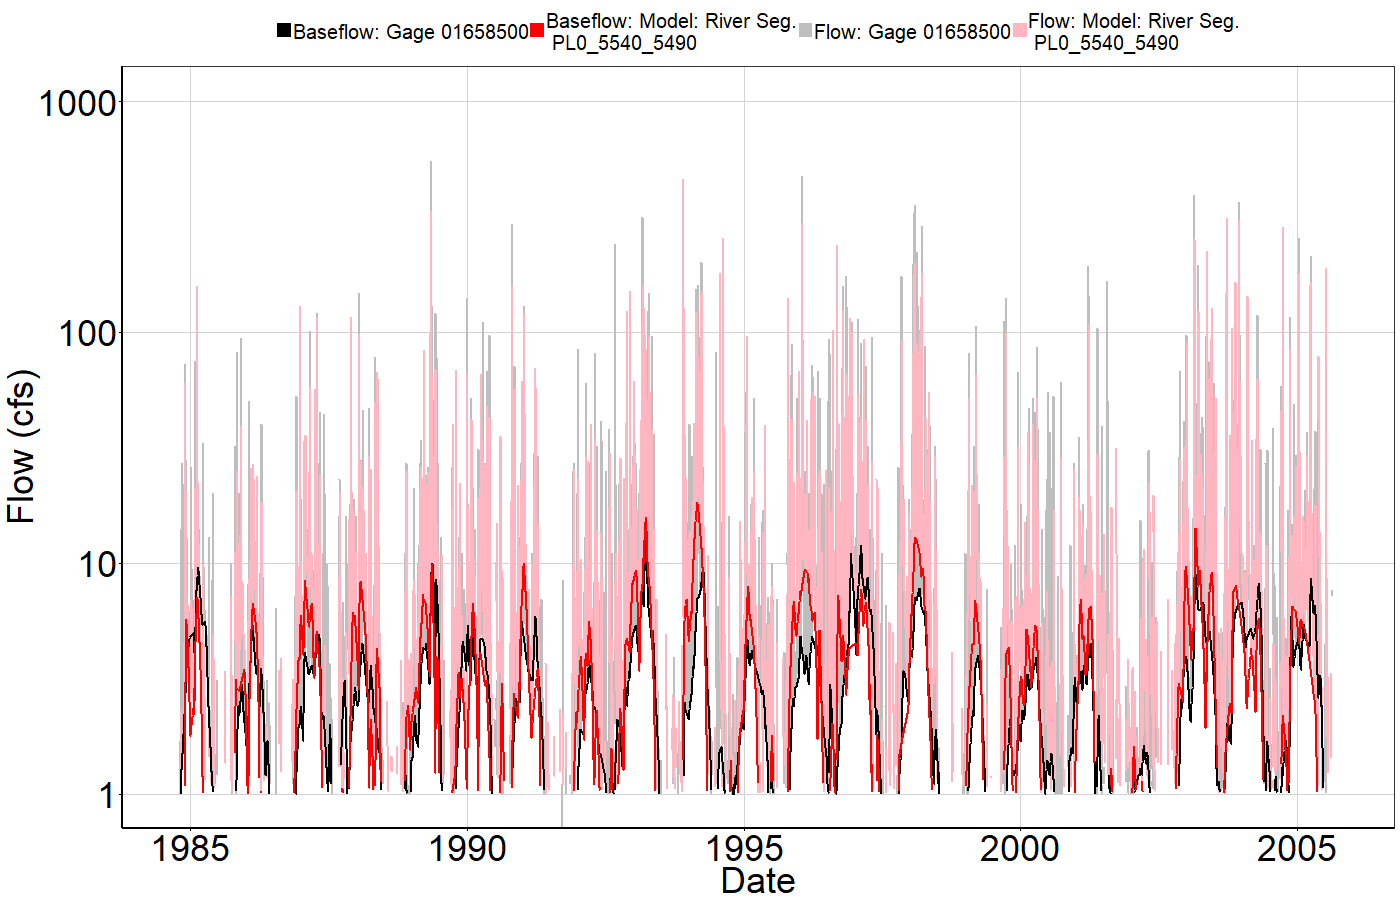 Baseflow: Gage 01658500
Baseflow: Model: River Seg.
PL0_5540_5490
Flow: Gage 01658500
Flow: Model: River Seg.
PL0_5540_5490
Flow (cfs)
1000
100
10
1
1985 1990 1995 2000 2005
Date